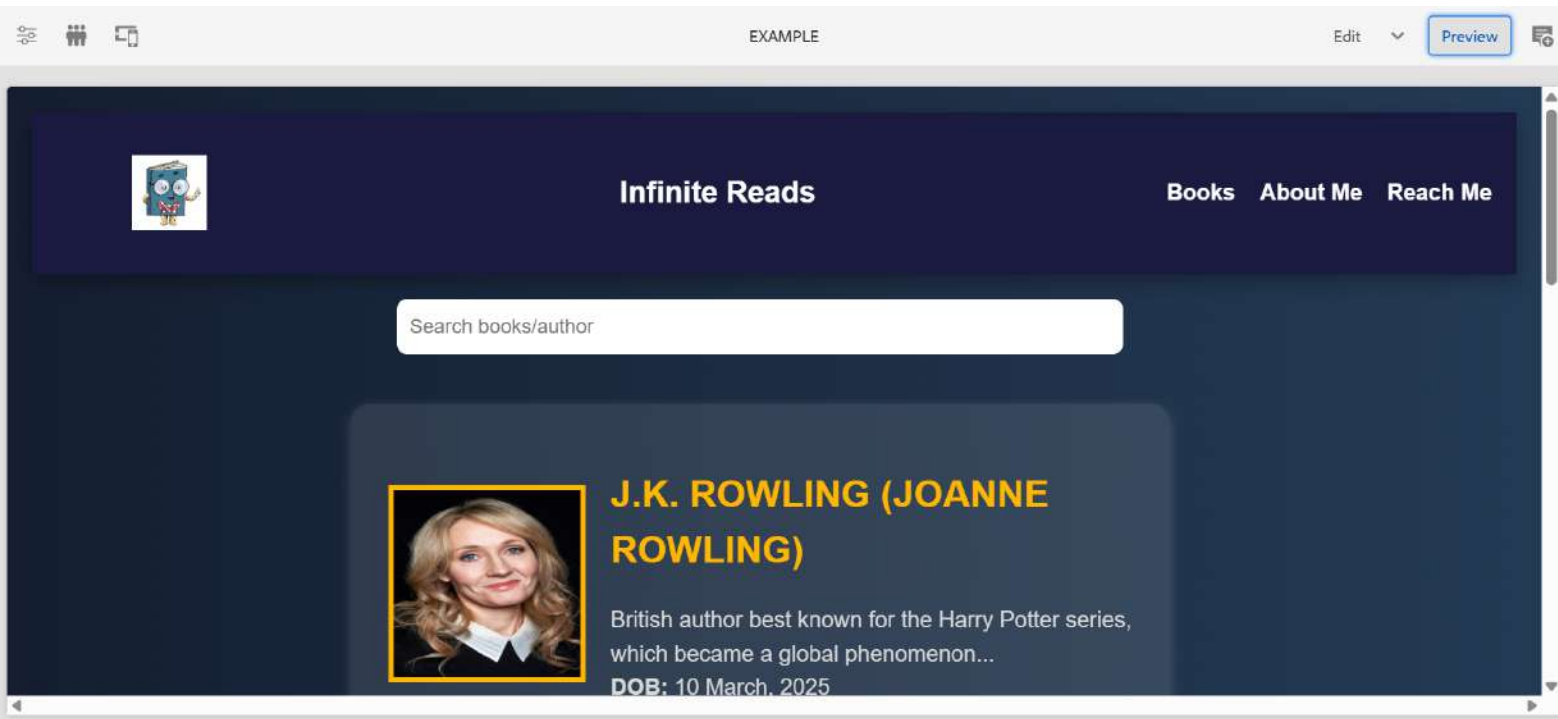 EXAMPLE
Edit
Preview
Infinite Reads
Books About Me Reach Me
Search books/author
J.K. ROWLING (JOANNE
ROWLING)
British author best known for the Harry Potter series,
which became a global phenomenon...
DOB: 10 March, 2025